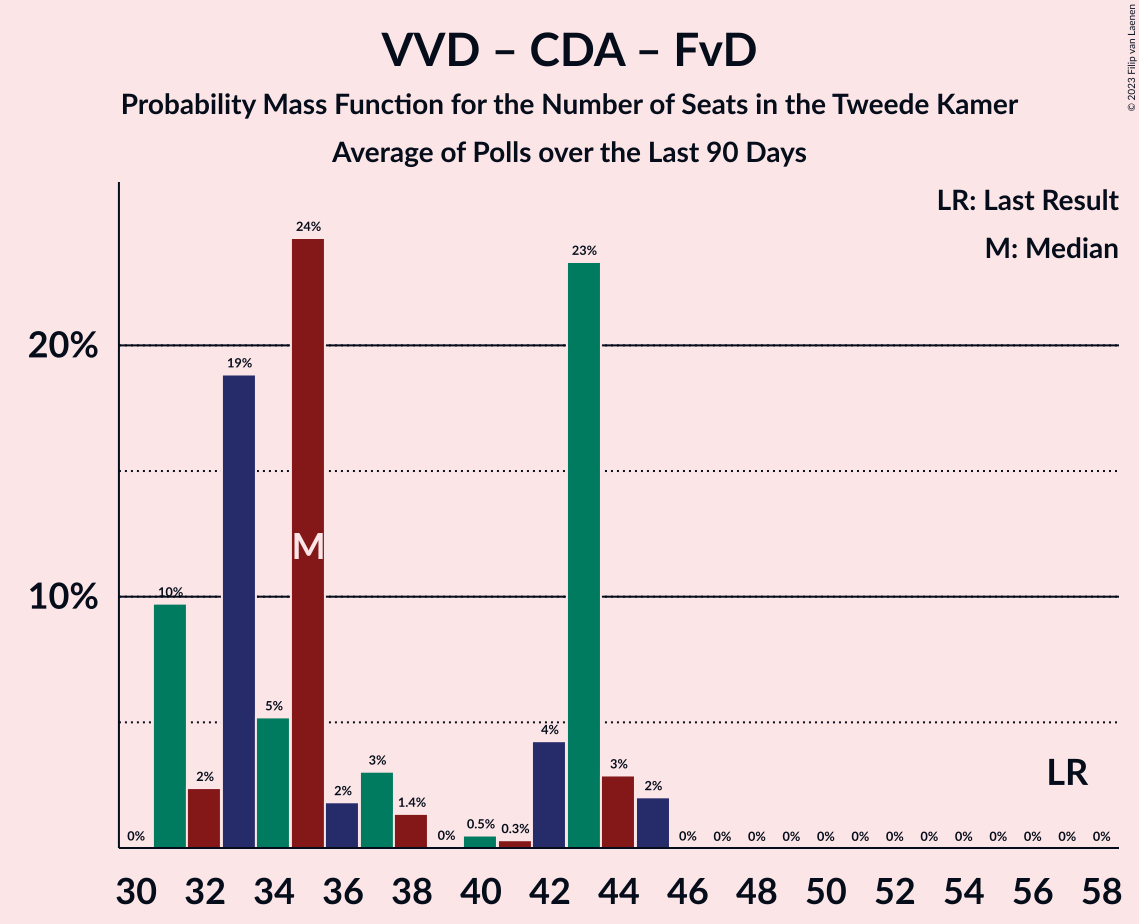 VVD – CDA – FvD
Probability Mass Function for the Number of Seats in the Tweede Kamer
Average of Polls over the Last 90 Days
© 2023 Filip van Laenen
LR: Last Result
M: Median
20%
10%
0% 10% 2% 19% 5% 24% 2% 3% 1.4% 0% 0.5% 0.3% 4% 23% 3% 2% 0% 0% 0% 0% 0% 0% 0% 0% 0% 0% 0% 0% 0%
M
LR
30 32 34 36 38 40 42 44 46 48 50 52 54 56 58